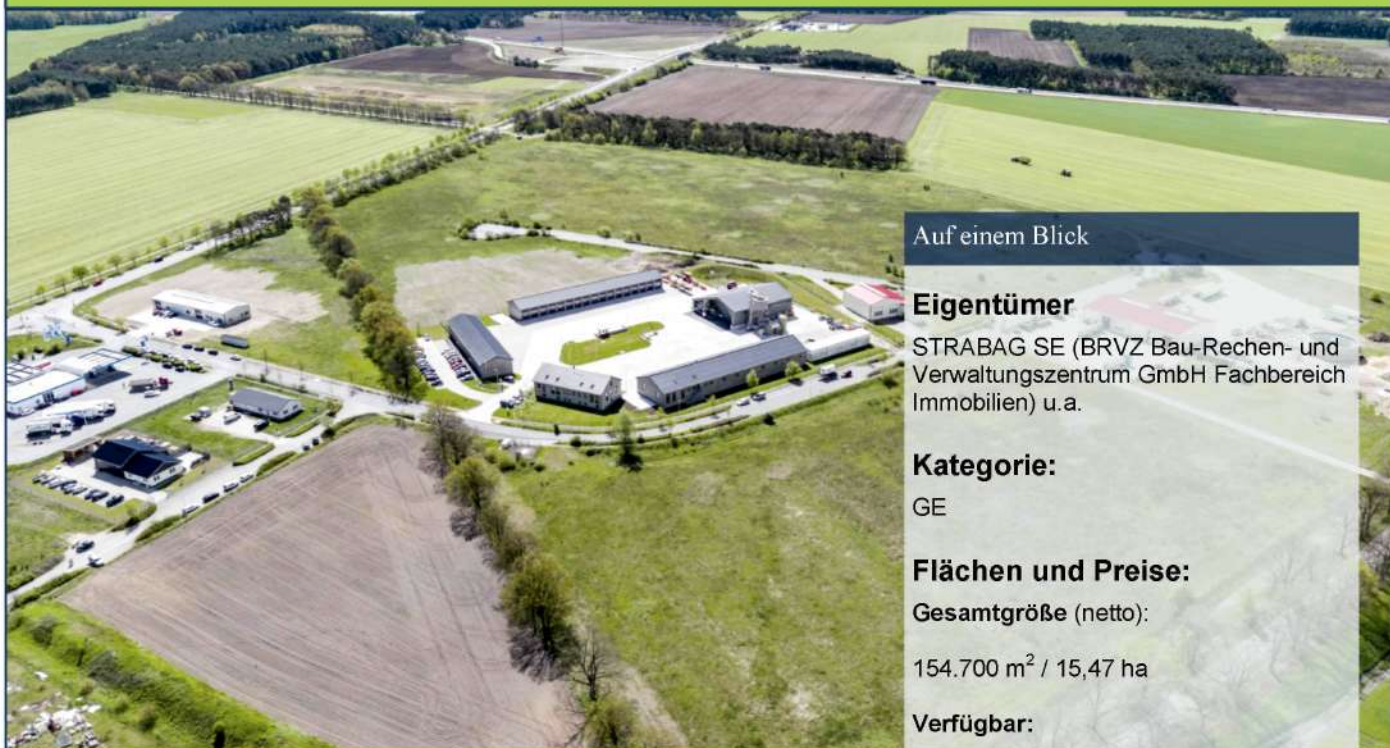 Auf einem Blick
Eigentümer
STRABAG SE (BRVZ Bau-Rechen- und
Verwaltungszentrum GmbH Fachbereich
Immobilien) u.a.
Kategorie:
GE
Flächen und Preise:
Gesamtgröße (netto):
154.700 m² / 15,47 ha
Verfügbar: